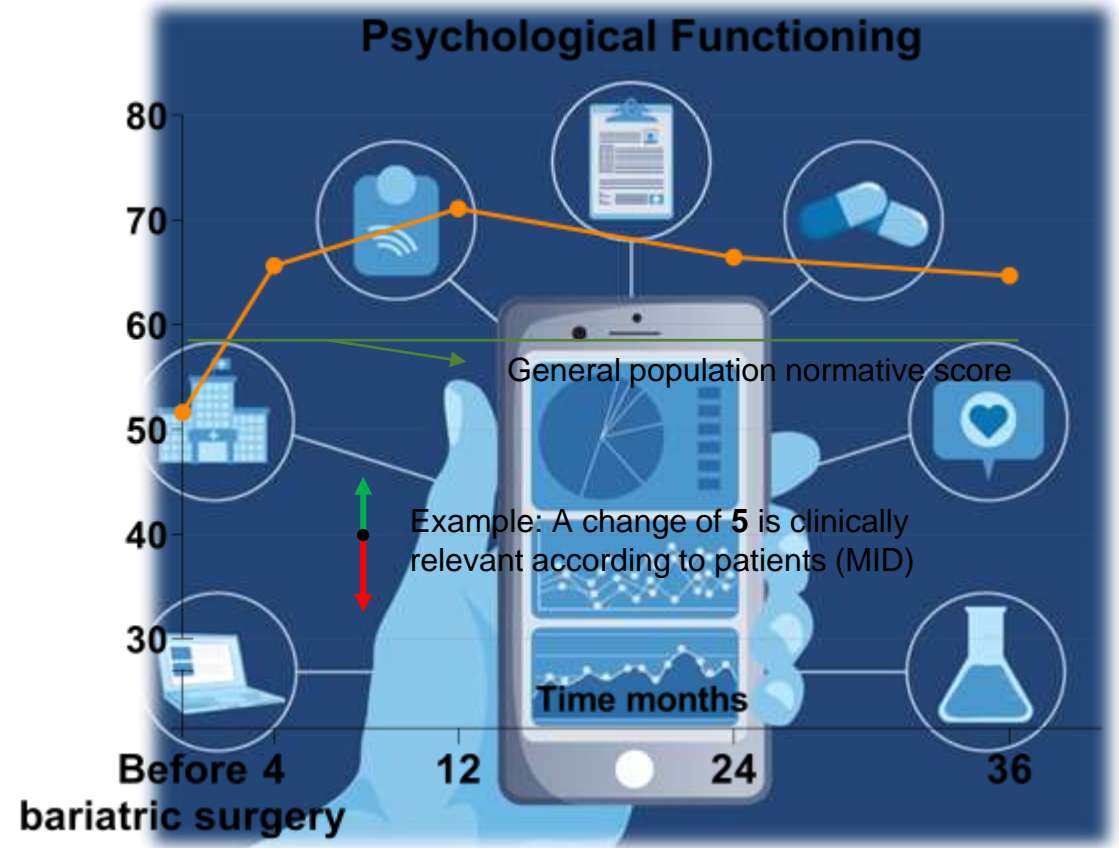 Psychological Functioning
80
70
60
General population normative score
50
Example: A change of 5 is clinically
40
relevant according to patients (MID)
30
Time months
Before 4 12 24 36
bariatric surgery